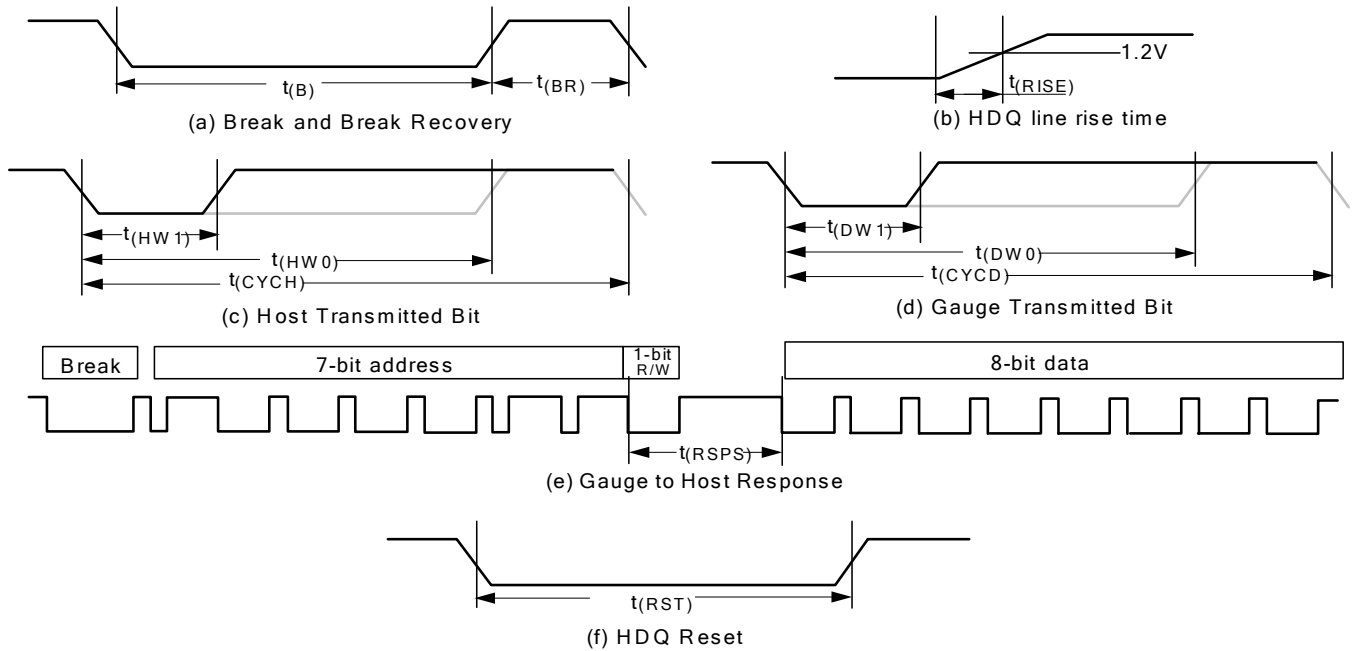 t(B)
t(BR)
(a) Break and Break Recovery
1.2V
t(RISE)
(b) HDQ line rise time
t(HW1)
t(HW0)
t(CYCH)
(c) Host Transmitted Bit
t(DW1)
t(DW0)
t(CYCD)
(d) Gauge Transmitted Bit
Break
7-bit address
1-bit
R/W
8-bit data
t(RSPS)
(e) Gauge to Host Response
t(RST)
(f) HDQ Reset